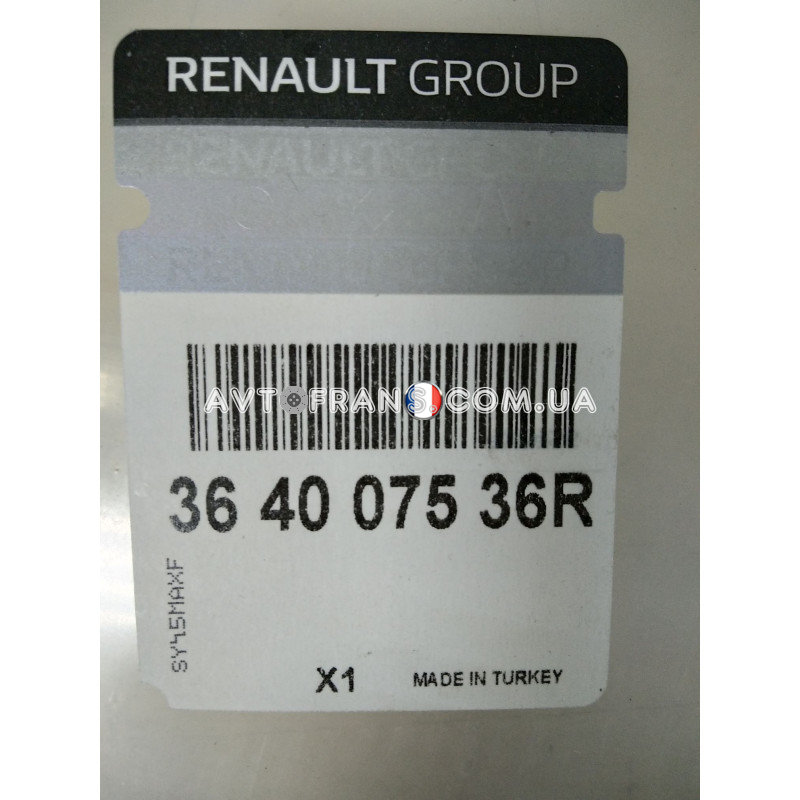 RENAULT GROUP
AVTOFRANS.COM.UA
36 40 075 36R
SY45MAXF
X1 MADE IN TURKEY